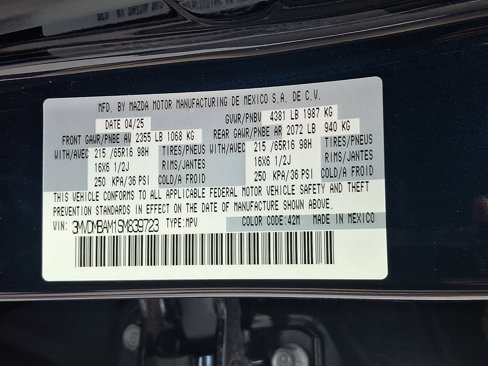 MFD. BY MAZDA MOTOR MANUFACTURING DE MEXICO S.A. DE C.V.
DATE 04/25 GVWR/PNBV 4381 LB 1987 KG
FRONT GAWR/PNBE AV 2355 LB 1068 KG REAR GAWR/PNBE AR 2072 LB 940 KG
WITH/AVEC 215 /65R16 98H TIRES/PNEUS WITH/AVEC 215 /65R16 98H TIRES/PNEUS
16X6 1/2J RIMS/JANTES 16X6 1/2J RIMS/JANTES
250 KPA/36 PSI COLD/A FROID 250 KPA/36 PSI COLD/A FROID
THIS VEHICLE CONFORMS TO ALL APPLICABLE FEDERAL MOTOR VEHICLE SAFETY AND THEFT
PREVENTION STANDARDS IN EFFECT ON THE DATE OF MANUFACTURE SHOWN ABOVE.
VIN: 3MVDMBAM1SM839723 TYPE:MPV COLOR CODE:42M MADE IN MEXICO